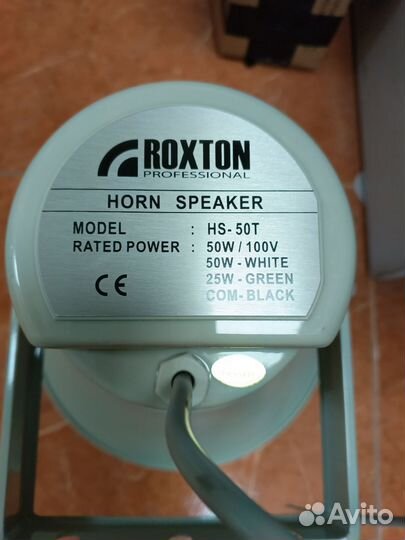 ROXTON
PROFESSIONAL
HORN SPEAKER
MODEL : HS-50T
RATED POWER : 50W / 100V
50W - WHITE
25W - GREEN
COM- BLACK
CE
Avito